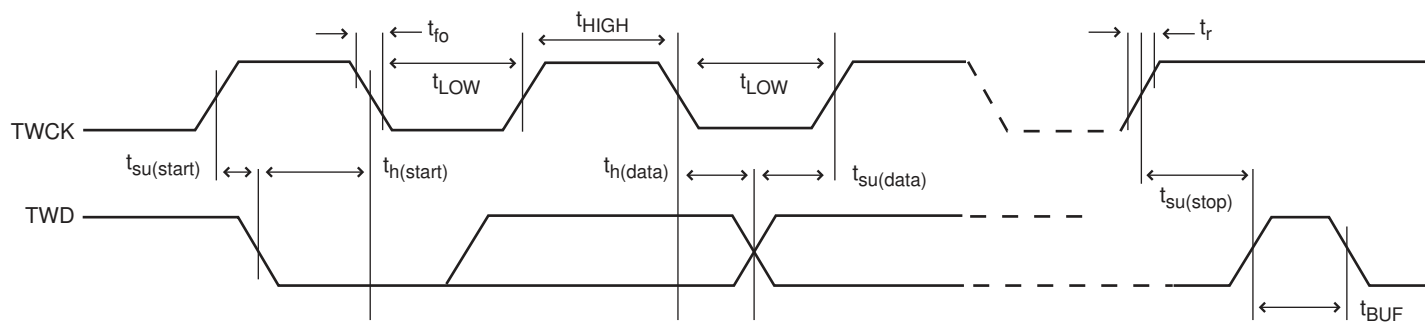 tfo
tHIGH
tr
tLOW
tLOW
TWCK
tsu(start)
th(start)
th(data)
tsu(data)
tsu(stop)
TWD
tBUF